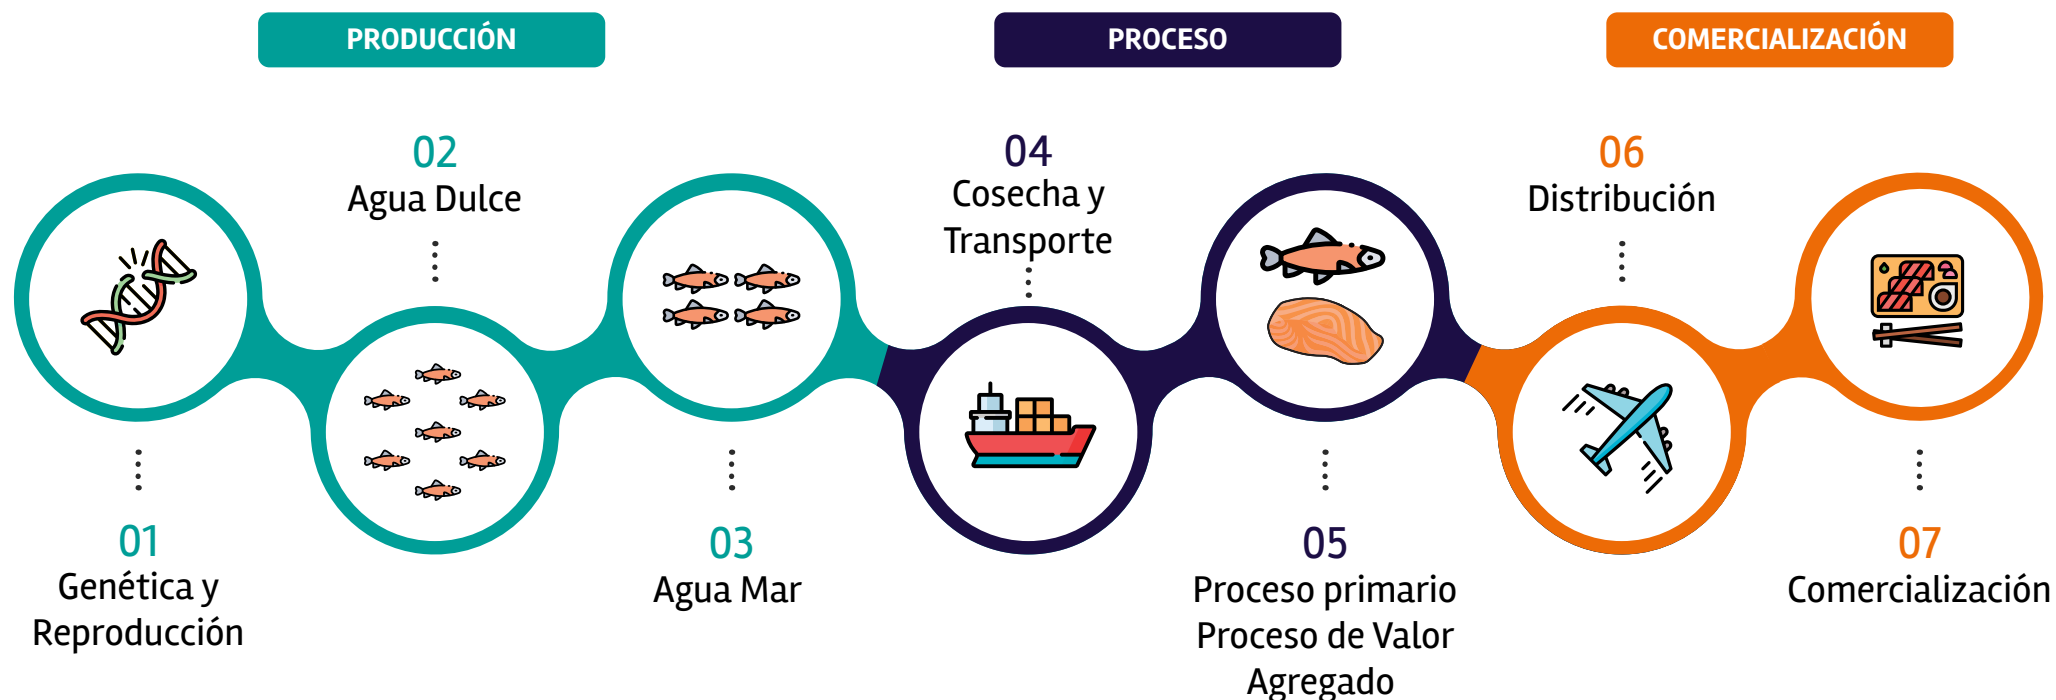 PRODUCCIÓN
PROCESO
COMERCIALIZACIÓN
01
Genética y
Reproducción
02
Agua Dulce
03
Agua Mar
04
Cosecha y
Transporte
05
Proceso primario
Proceso de Valor
Agregado
06
Distribución
07
Comercialización